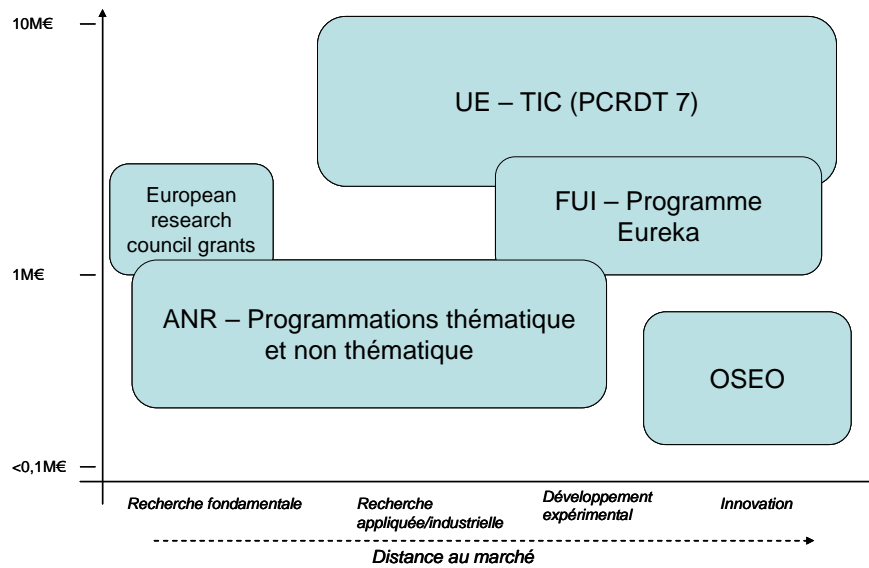 10M€
UE – TIC (PCRDT 7)
European
research
council grants
FUI – Programme
Eureka
1M€
ANR – Programmations thématique
et non thématique
OSEO
<0,1M€
Recherche fondamentale
Recherche
appliquée/industrielle
Développement
expérimental
Innovation
Distance au marché